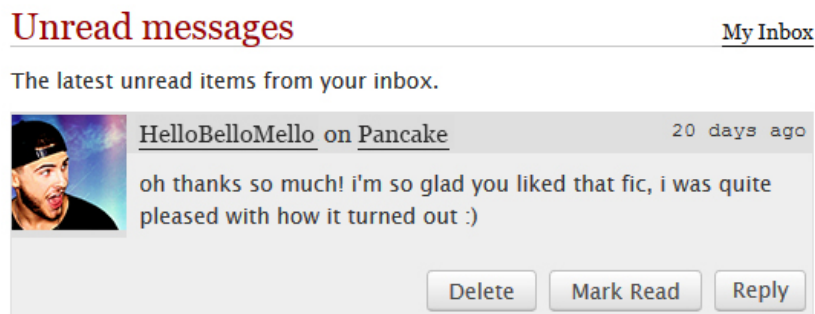 Unread messages
My Inbox
The latest unread items from your inbox.
HelloBelloMello on Pancake
20 days ago
oh thanks so much! i'm so glad you liked that fic, i was quite
pleased with how it turned out :)
Delete
Mark Read
Reply